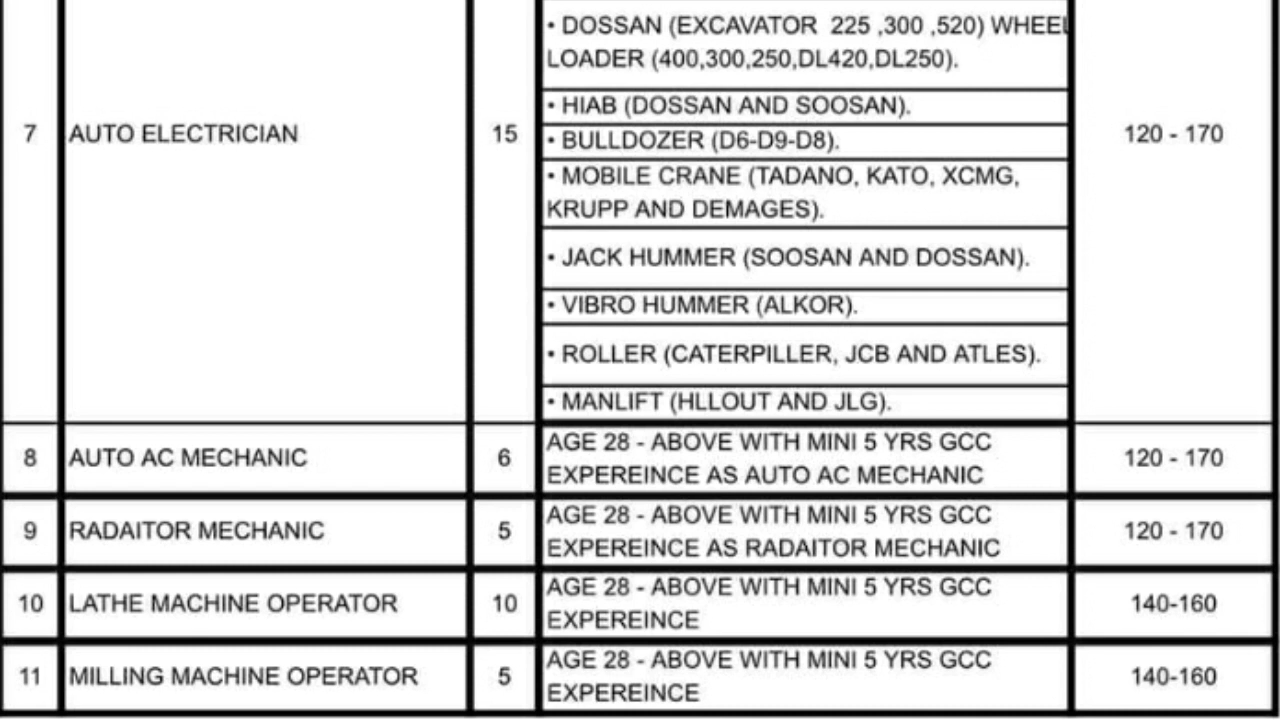 • DOSSAN (EXCAVATOR 225 ,300 ,520) WHEEL
LOADER (400,300,250,DL420,DL250).
7 AUTO ELECTRICIAN 15 120 - 170
• HIAB (DOSSAN AND SOOSAN).
• BULLDOZER (D6-D9-D8).
• MOBILE CRANE (TADANO, KATO, XCMG,
KRUPP AND DEMAGES).
• JACK HUMMER (SOOSAN AND DOSSAN).
• VIBRO HUMMER (ALKOR).
• ROLLER (CATERPILLER, JCB AND ATLES).
• MANLIFT (HLLOUT AND JLG).
8 AUTO AC MECHANIC 6 AGE 28 - ABOVE WITH MINI 5 YRS GCC
EXPEREINCE AS AUTO AC MECHANIC 120 - 170
9 RADAITOR MECHANIC 5 AGE 28 - ABOVE WITH MINI 5 YRS GCC
EXPEREINCE AS RADAITOR MECHANIC 120 - 170
10 LATHE MACHINE OPERATOR 10 AGE 28 - ABOVE WITH MINI 5 YRS GCC
EXPEREINCE 140-160
11 MILLING MACHINE OPERATOR 5 AGE 28 - ABOVE WITH MINI 5 YRS GCC
EXPEREINCE 140-160